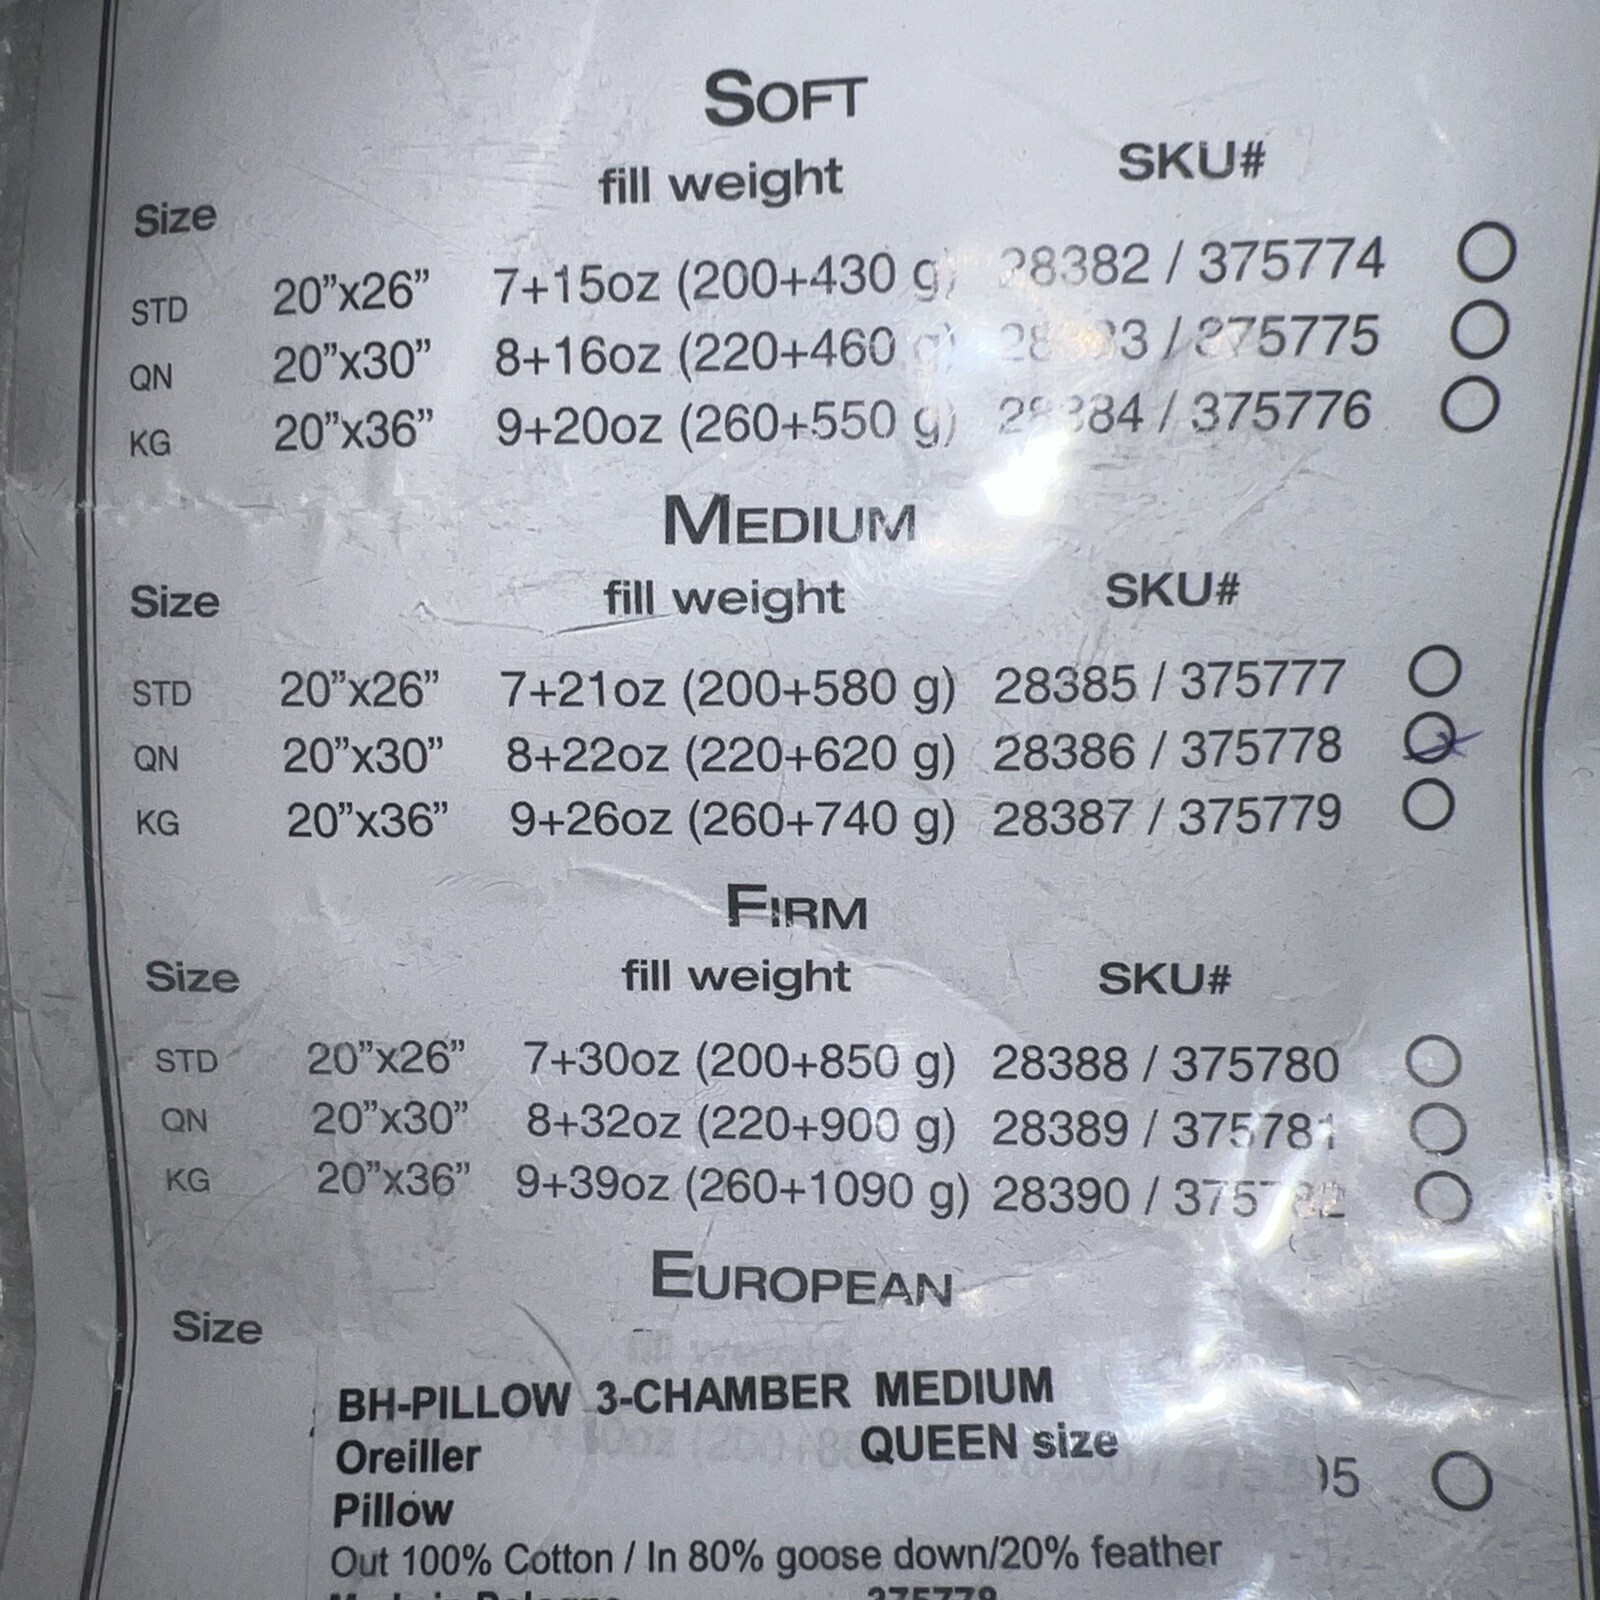 SOFT
Size fill weight SKU#
STD 20”x26” 7+15oz (200+430 g) 28382 / 375774
QN 20”x30” 8+16oz (220+460 g) / 375775
KG 20”x36” 9+20oz (260+550 g) 28384 / 375776
MEDIUM
Size fill weight SKU#
STD 20”x26” 7+21oz (200+580 g) 28385 / 375777
QN 20”x30” 8+22oz (220+620 g) 28386 / 375778
KG 20”x36” 9+26oz (260+740 g) 28387 / 375779
FIRM
Size fill weight SKU#
STD 20”x26” 7+30oz (200+850 g) 28388 / 375780
QN 20”x30” 8+32oz (220+900 g) 28389 / 375781
KG 20”x36” 9+39oz (260+1090 g) 28390 /
EUROPEAN
Size
BH-PILLOW 3-CHAMBER MEDIUM
Oreiller QUEEN size
Pillow
Out 100% Cotton / In 80% goose down/20% feather
375778